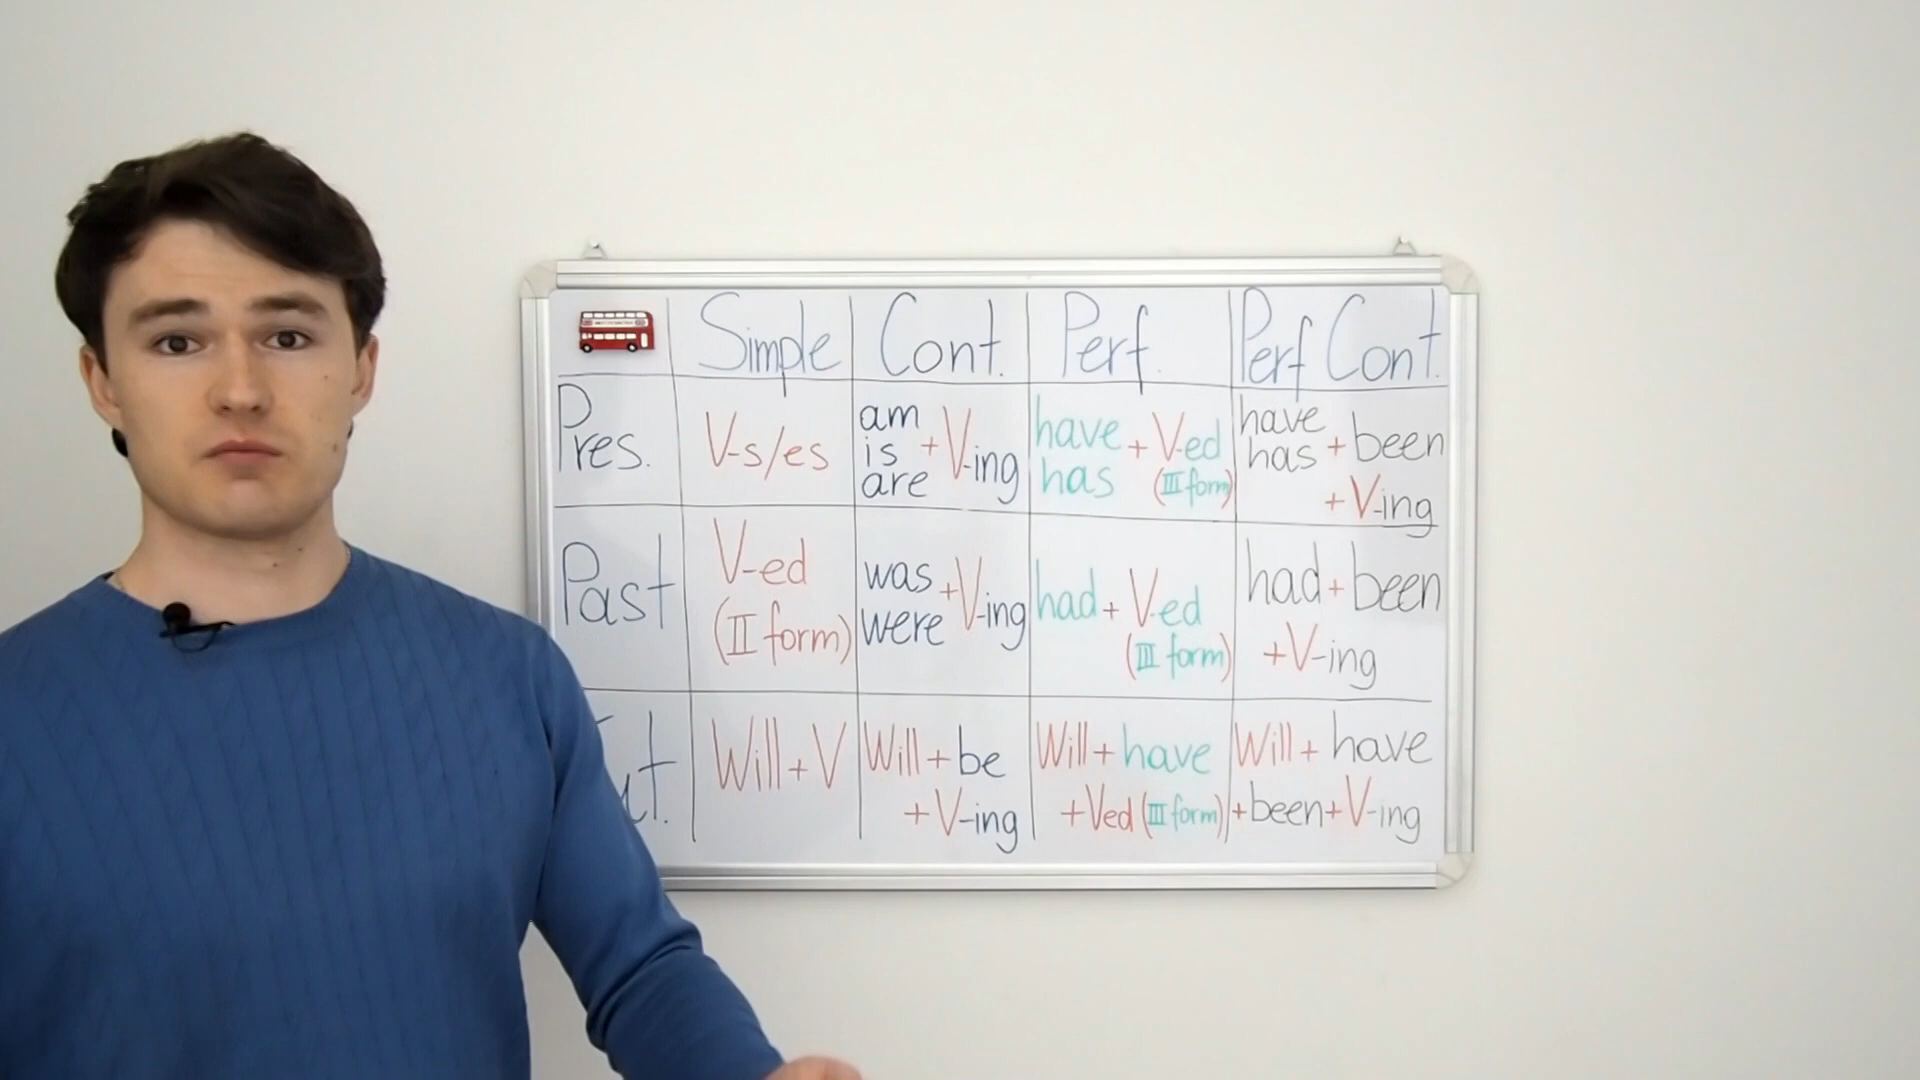 Simple Cont. Perf. Perf Cont.
Pres. V-s/es am is are + V-ing have has + V-ed (III form) have has + been + V-ing
Past V-ed (II form) was were + V-ing had + V-ed (III form) had + been + V-ing
ut. Will + V Will + be + V-ing Will + have + Ved (III form) Will + have + been + V-ing